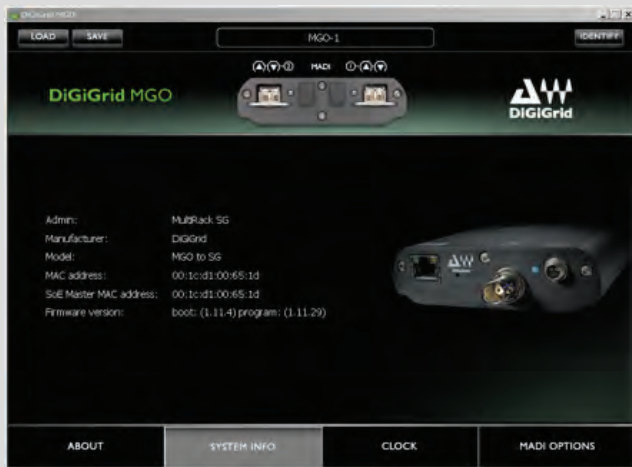 DiGiGrid MGO
LOAD SAVE MGO-1 IDENTIFY
2 MADI 1
DiGiGrid MGO
DiGiGrid
Admin: MultiRack SG
Manufacturer: DiGiGrid
Model: MGO to SG
MAC address: 00:1c:d1:00:65:1d
SoE Master MAC address: 00:1c:d1:00:65:1d
Firmware version: boot: (1.11.4) program: (1.11.29)
ABOUT SYSTEM INFO CLOCK MADI OPTIONS